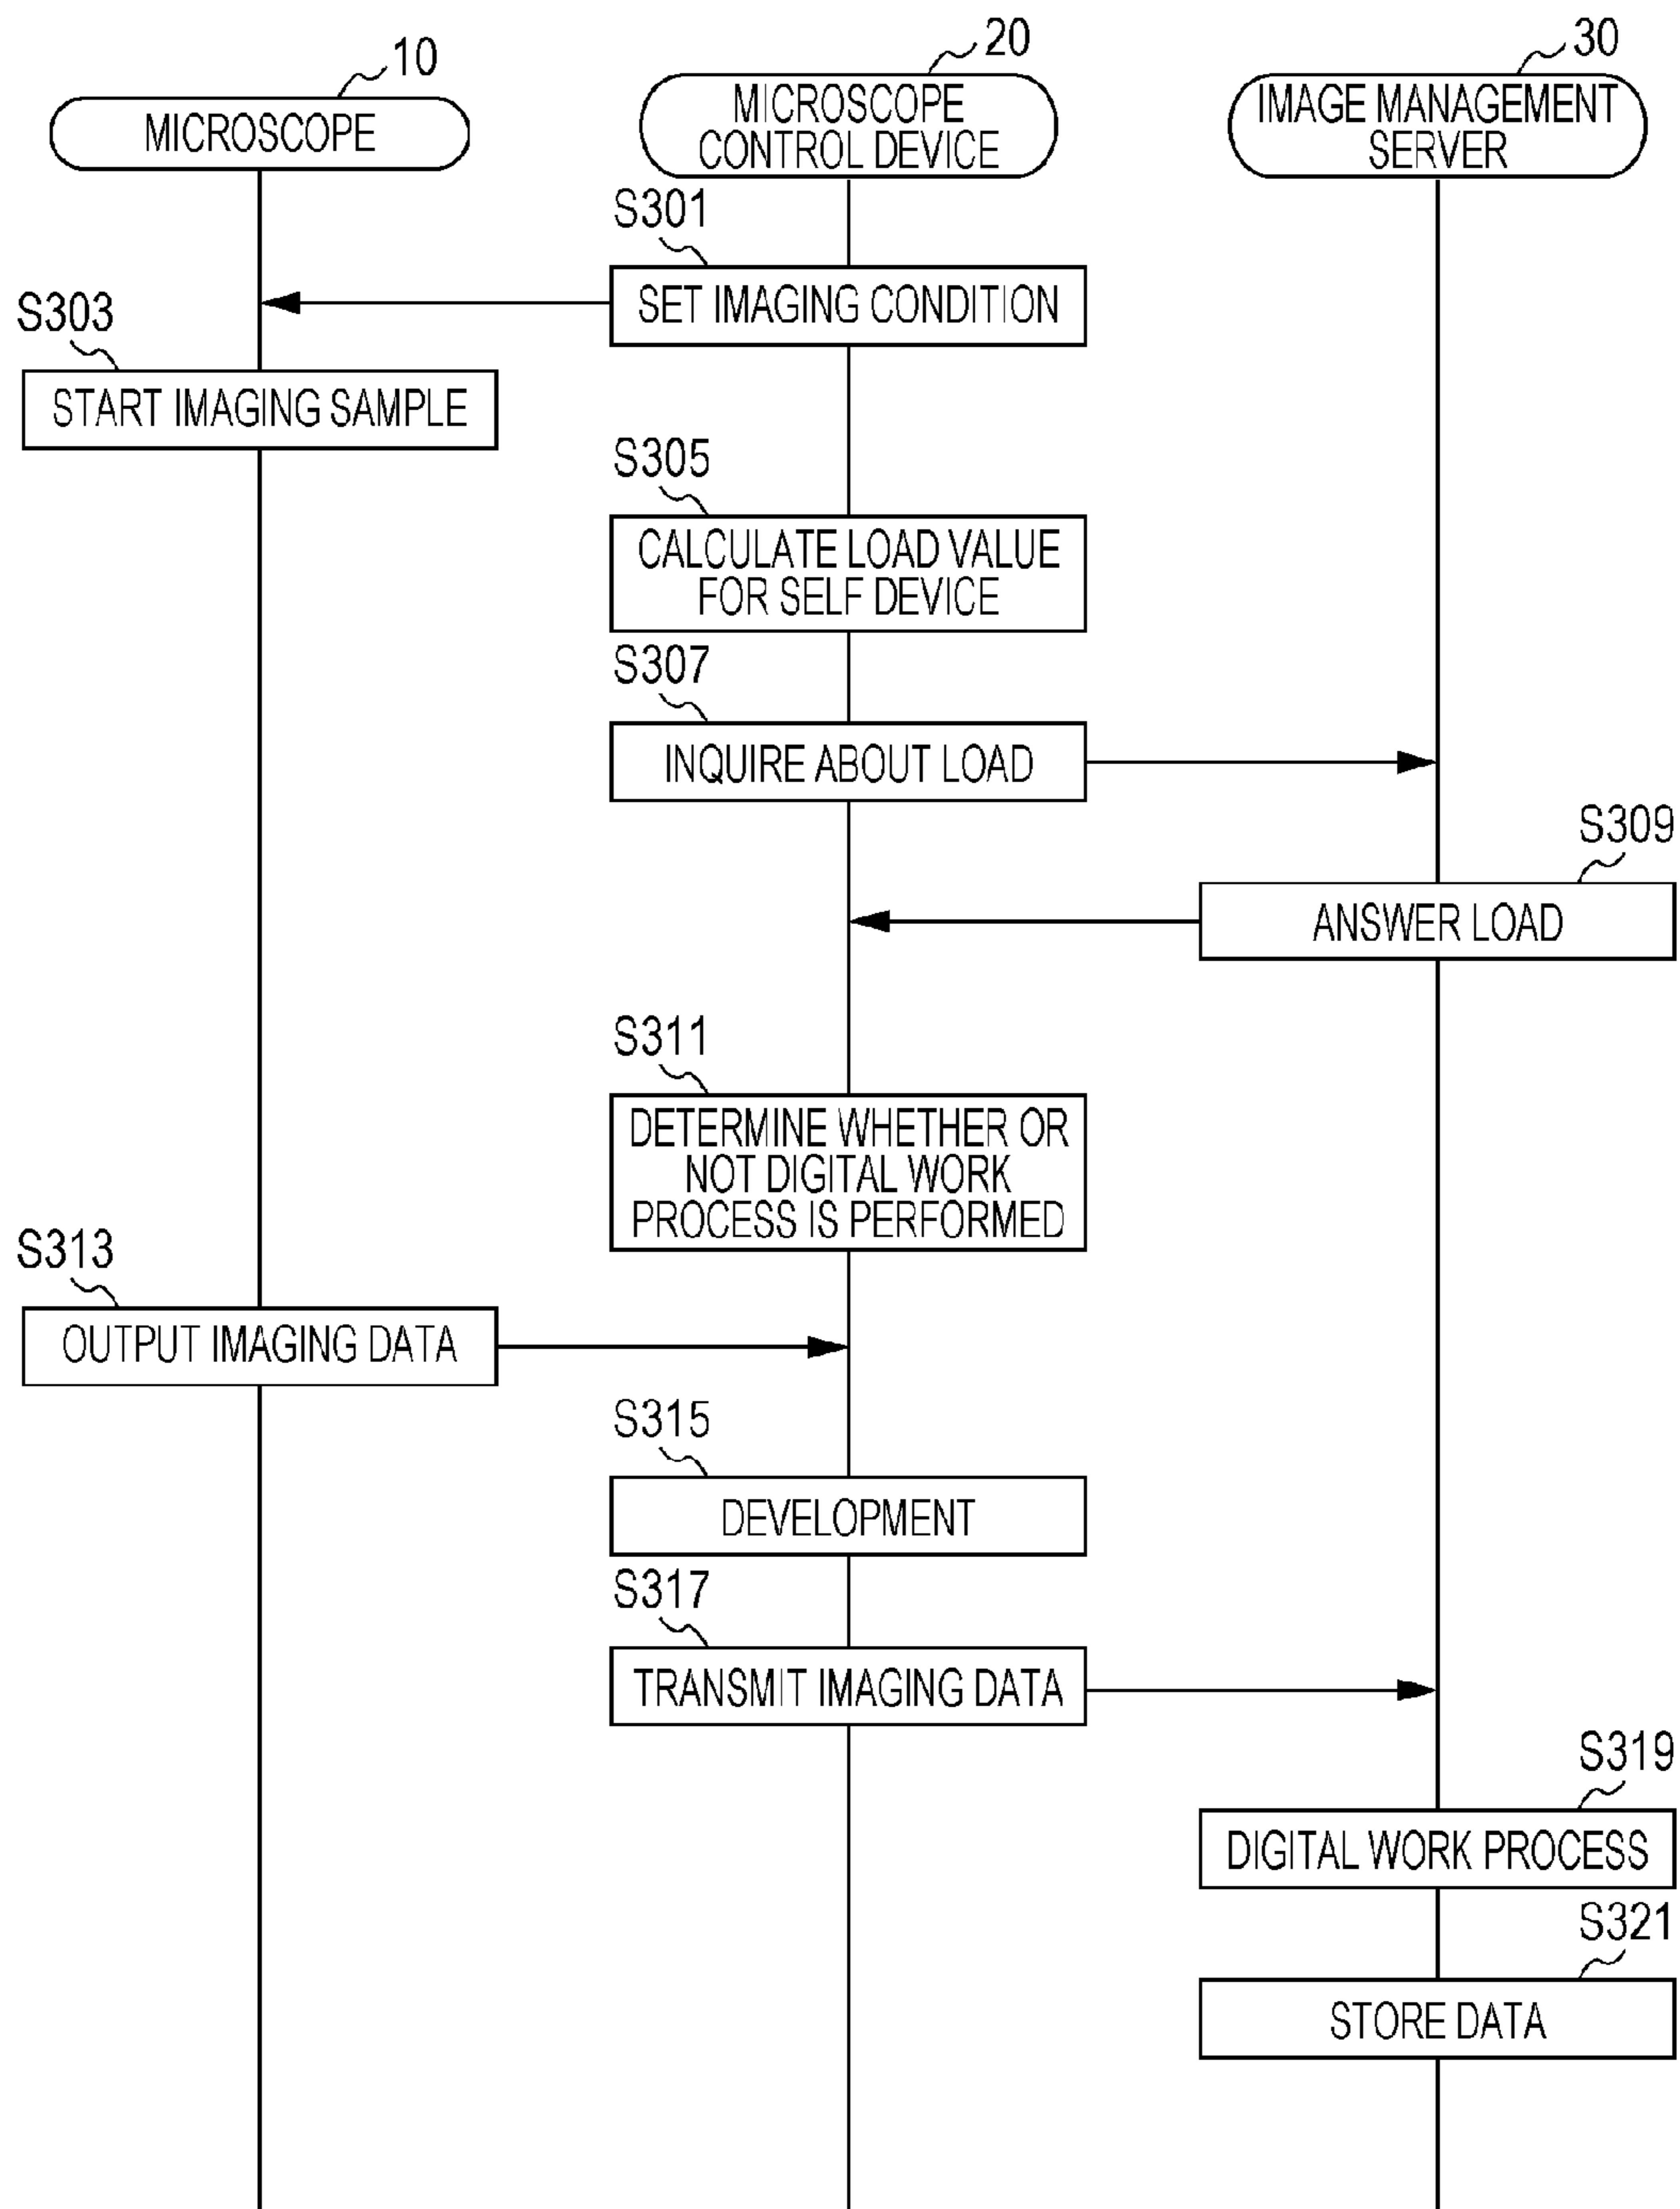 10
20
30
MICROSCOPE
MICROSCOPE
CONTROL DEVICE
IMAGE MANAGEMENT
SERVER
S301
SET IMAGING CONDITION
S303
START IMAGING SAMPLE
S305
CALCULATE LOAD VALUE
FOR SELF DEVICE
S307
INQUIRE ABOUT LOAD
S309
ANSWER LOAD
S311
DETERMINE WHETHER OR
NOT DIGITAL WORK
PROCESS IS PERFORMED
S313
OUTPUT IMAGING DATA
S315
DEVELOPMENT
S317
TRANSMIT IMAGING DATA
S319
DIGITAL WORK PROCESS
S321
STORE DATA